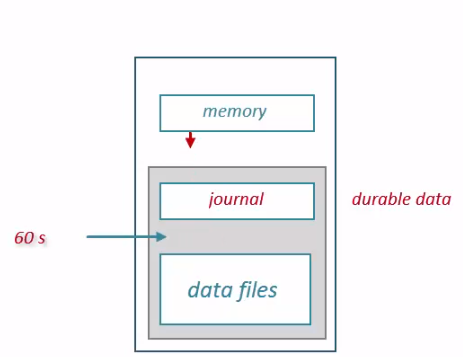 memory
journal
durable data
60 s
data files